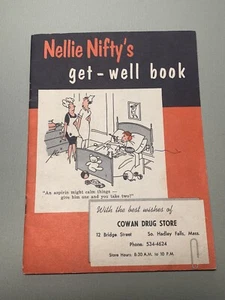 Nellie Nifty's
get-well book
"An aspirin might calm things —
give him one and you take two!"
With the best wishes of
COWAN DRUG STORE
12 Bridge Street So. Hadley Falls, Mass.
Phone: 534-6624
Store Hours: 8:30 A.M. to 10 P.M.